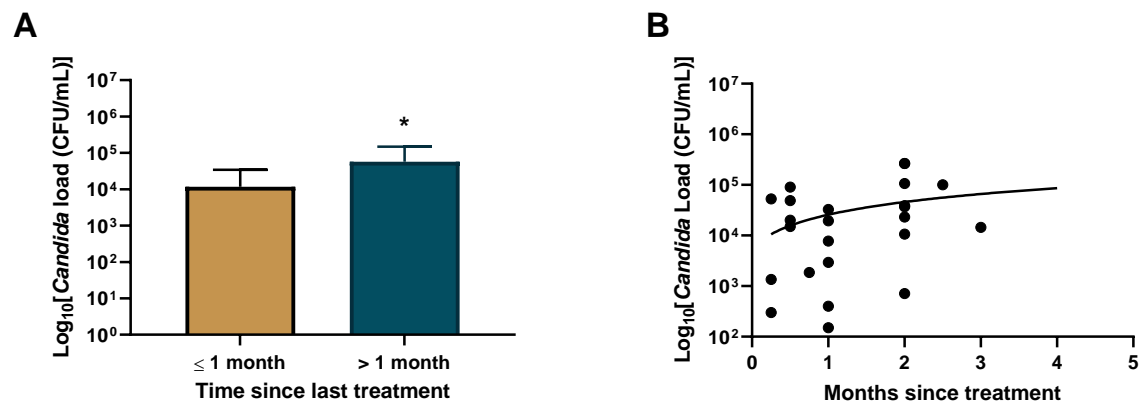 A
Log₁₀[Candida load (CFU/mL)]
10⁷
10⁶
10⁵
10⁴
10³
10²
10¹
10⁰
*
≤ 1 month
> 1 month
Time since last treatment
B
Log₁₀[Candida Load (CFU/mL)]
10⁷
10⁶
10⁵
10⁴
10³
10²
0 1 2 3 4 5
Months since treatment